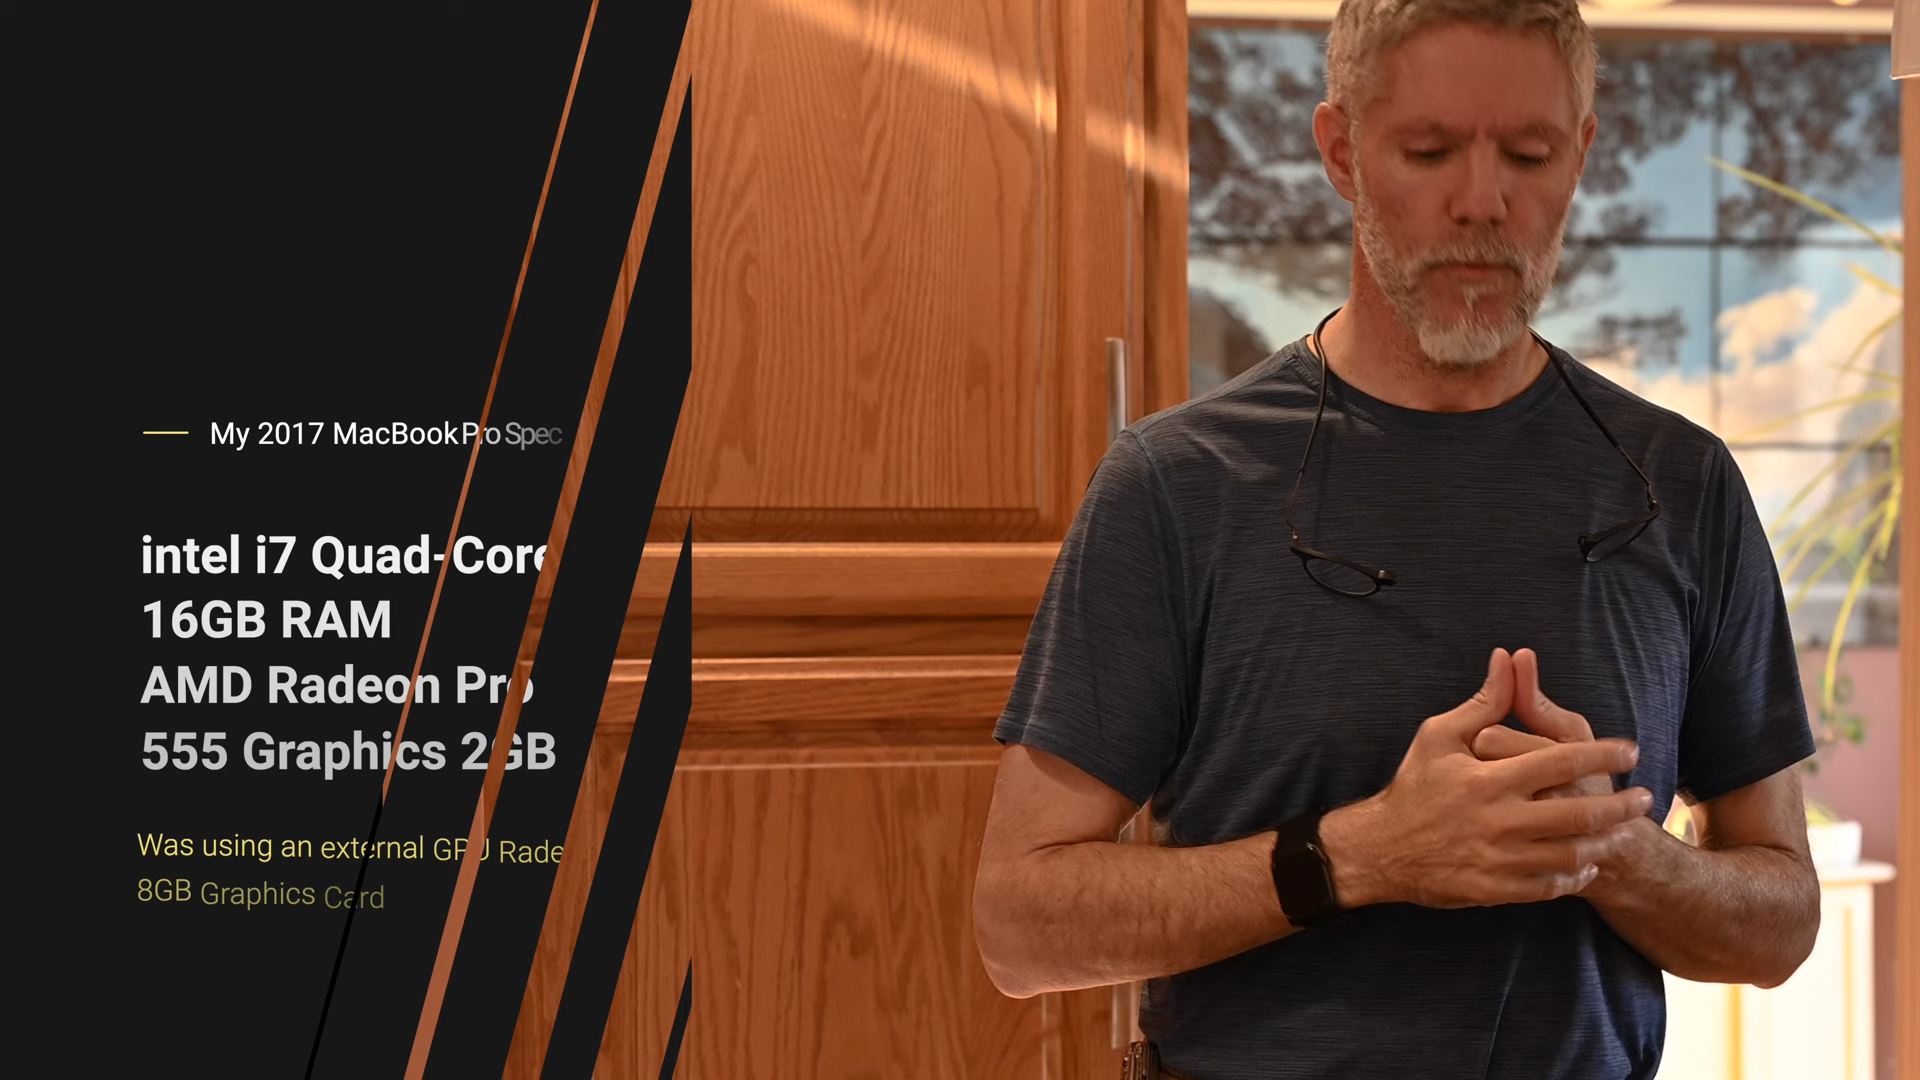 My 2017 MacBook Pro Spec
intel i7 Quad-Core
16GB RAM
AMD Radeon Pro
555 Graphics 2GB
Was using an external GPU Rade
8GB Graphics Card